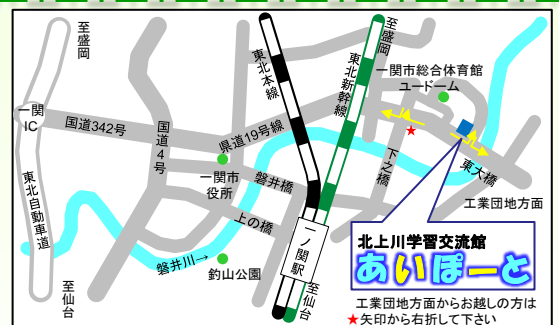 至盛岡
至盛岡
一関
IC
国道342号
国道4号
東北自動車道
至仙台
県道19号線
一関市
役所
磐井橋
上の橋
磐井川→
釣山公園
東北本線
東北新幹線
一ノ関駅
至仙台
一関市総合体育館
ユードーム
★
下之橋
東大橋
工業団地方面
北上川学習交流館
あいぽーと
工業団地方面からお越しの方は
★矢印から右折して下さい